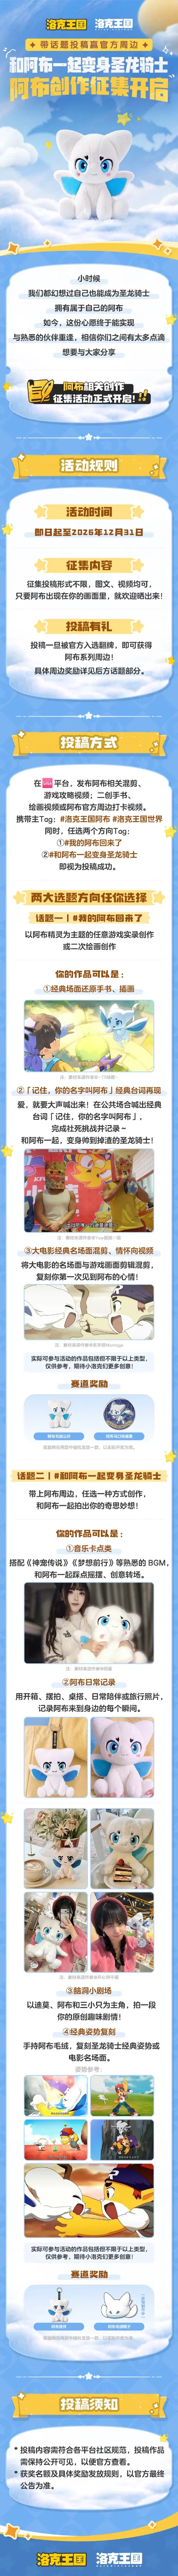 洛克王国 洛克王国
带话题投稿赢官方周边
和阿布一起变身圣龙骑士
阿布创作征集开启
小时候
我们都幻想过自己也能成为圣龙骑士
拥有属于自己的阿布
如今，这份心愿终于能实现
与熟悉的伙伴重逢，相信你们之间有太多点滴
想要与大家分享
阿布相关创作
征集活动正式开启!
活动规则
活动时间
即日起至2026年12月31日
征集内容
征集投稿形式不限，图文、视频均可，
只要阿布出现在你的画面里，就欢迎晒出来！
投稿有礼
投稿一旦被官方入选翻牌，即可获得
阿布系列周边！
具体周边奖励详见后方话题部分。
投稿方式
在 平台，发布阿布相关混剪、
游戏攻略视频；二创手书、
绘画视频或阿布官方周边打卡视频。
携带主Tag：#洛克王国阿布 #洛克王国世界
同时，任选两个方向Tag：
①#我的阿布回来了
②#和阿布一起变身圣龙骑士
即视为投稿成功。
两大选题方向任你选择
话题一丨#我的阿布回来了
以阿布精灵为主题的任意游戏实录创作
或二次绘画创作
你的作品可以是：
①经典场面还原手书、插画
②「记住，你的名字叫阿布」经典台词再现
爱，就要大声喊出来！在公共场合喊出经典
台词「记住，你的名字叫阿布」，
完成社死挑战并记录~
和阿布一起，变身帅到掉渣的圣龙骑士！
③大电影经典名场面混剪、情怀向视频
将大电影的名场面与游戏画面剪辑混剪，
复刻你第一次见到阿布的心情！
实际可参与活动的作品包括但不限于以上类型，
仅供参考，期待小洛克们更多创意！
赛道奖励
话题二丨#和阿布一起变身圣龙骑士
带上阿布周边，任选一种方式创作，
和阿布一起拍出你的奇思妙想！
你的作品可以是：
①音乐卡点类
搭配《神宠传说》《梦想前行》等熟悉的 BGM，
和阿布一起踩点摇摆、创意转场。
②阿布日常记录
用开箱、摆拍、桌搭、日常陪伴或旅行照片，
记录阿布来到身边的每个瞬间。
③脑洞小剧场
以迪莫、阿布和三小只为主角，拍一段
你的原创趣味剧情！
④经典姿势复刻
手持阿布毛绒，复刻圣龙骑士经典姿势或
电影名场面。
姿势参考：
实际可参与活动的作品包括但不限于以上类型，
仅供参考，期待小洛克们更多创意！
赛道奖励
投稿须知
* 投稿内容需符合各平台社区规范，投稿作品
需保持公开可见，以便官方查看。
* 获奖名额及具体奖励发放规则，以官方最终
公告为准。
洛克王国 洛克王国